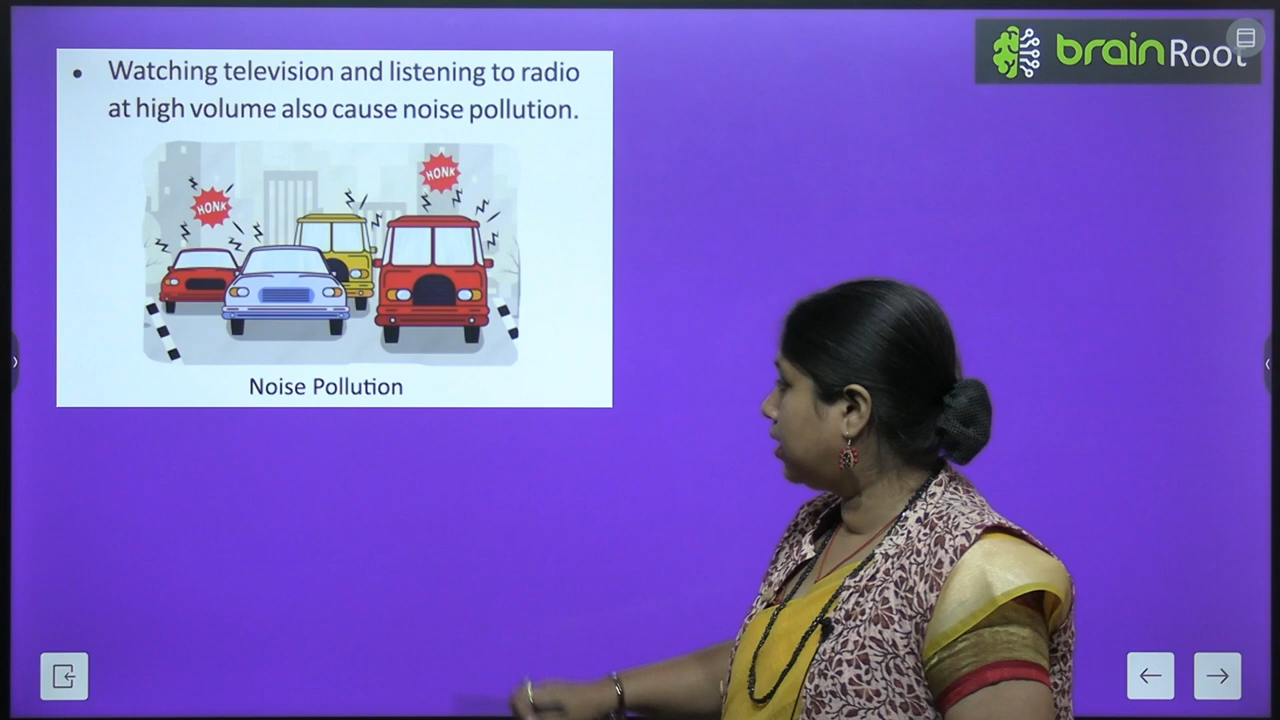 brainRoot
• Watching television and listening to radio
at high volume also cause noise pollution.
HONK
HONK
Noise Pollution